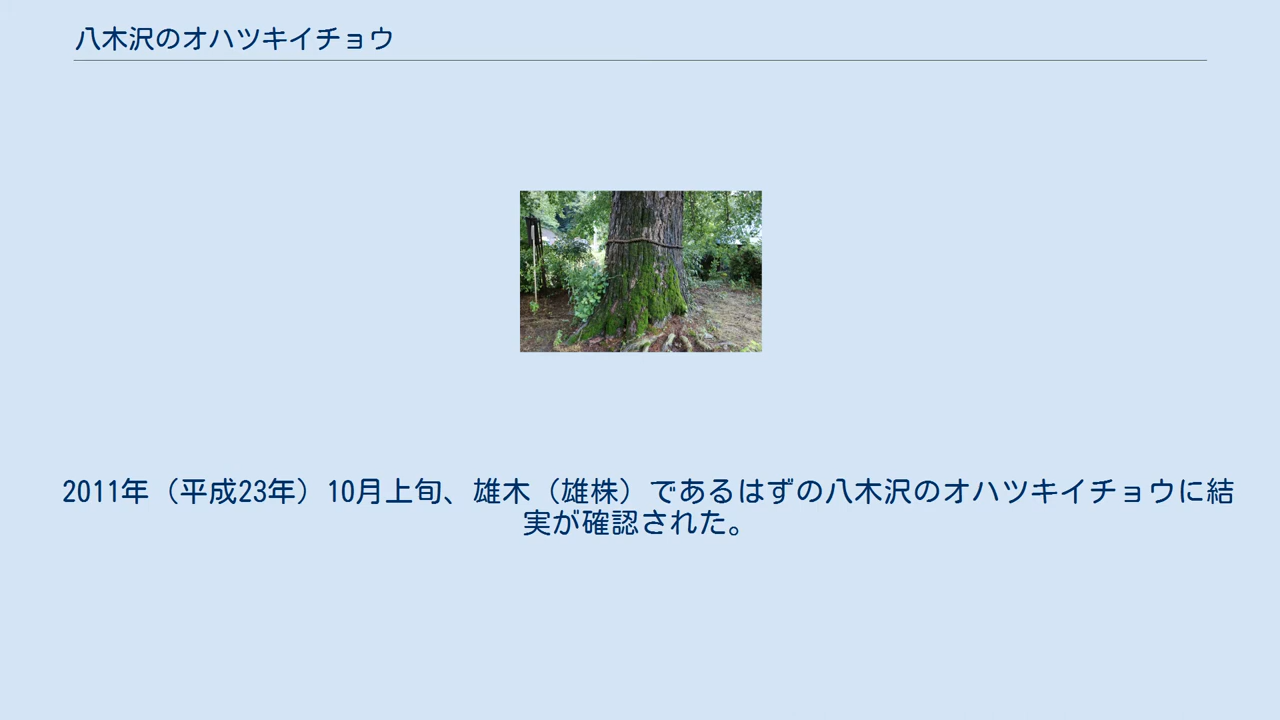 八木沢のオハツキイチョウ
2011年（平成23年）10月上旬、雄木（雄株）であるはずの八木沢のオハツキイチョウに結
実が確認された。